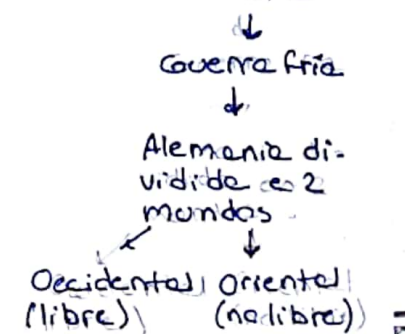 ↓
Guerra fría
↓
Alemania di-
vidida en 2
mundos
Occidental Oriental
(libre) (no libre)